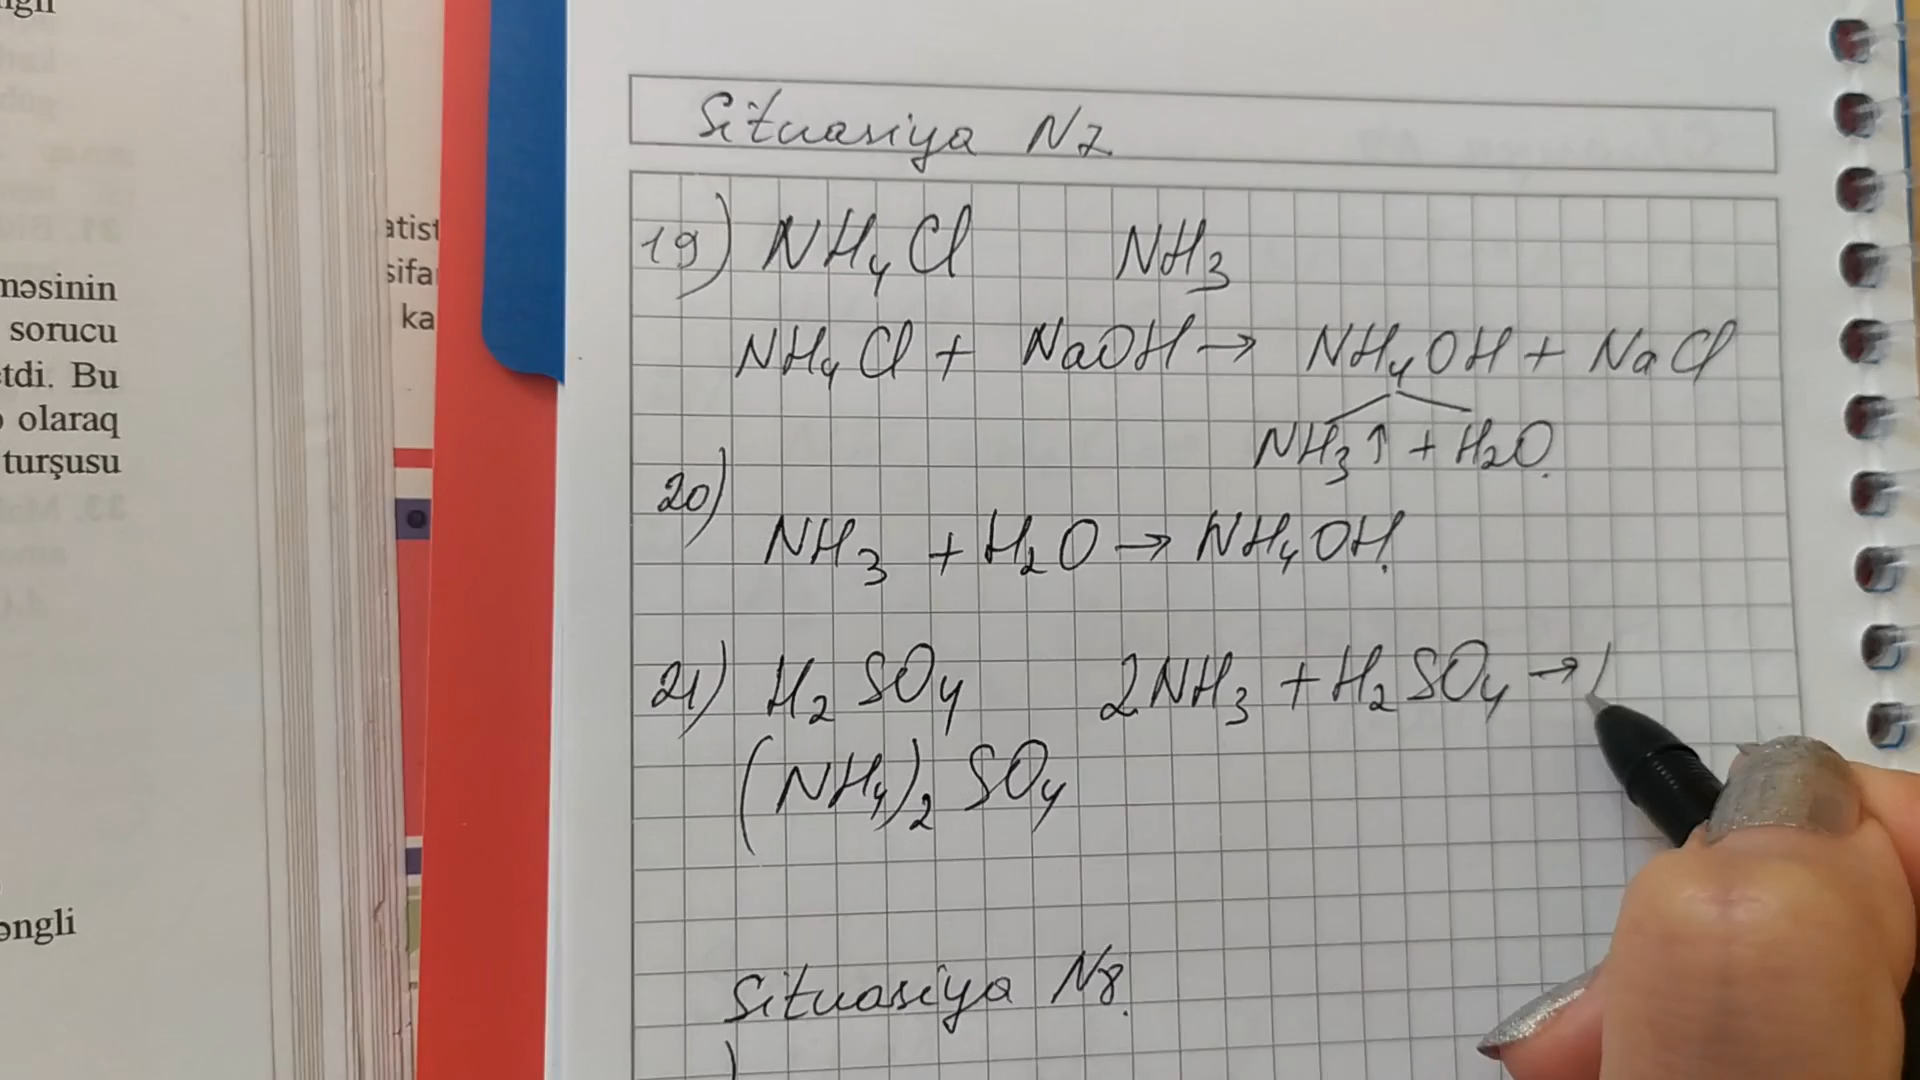 Situasiya N7
19) NH4Cl NH3
NH4Cl + NaOH → NH4OH + NaCl
NH3↑ + H2O.
20)
NH3 + H2O → NH4OH.
21) H2SO4 2NH3 + H2SO4 →
(NH4)2SO4
Situasiya N8.
məsinin
sorucu
etdi. Bu
olaraq
turşusu
əngli
atist
sifa
ka